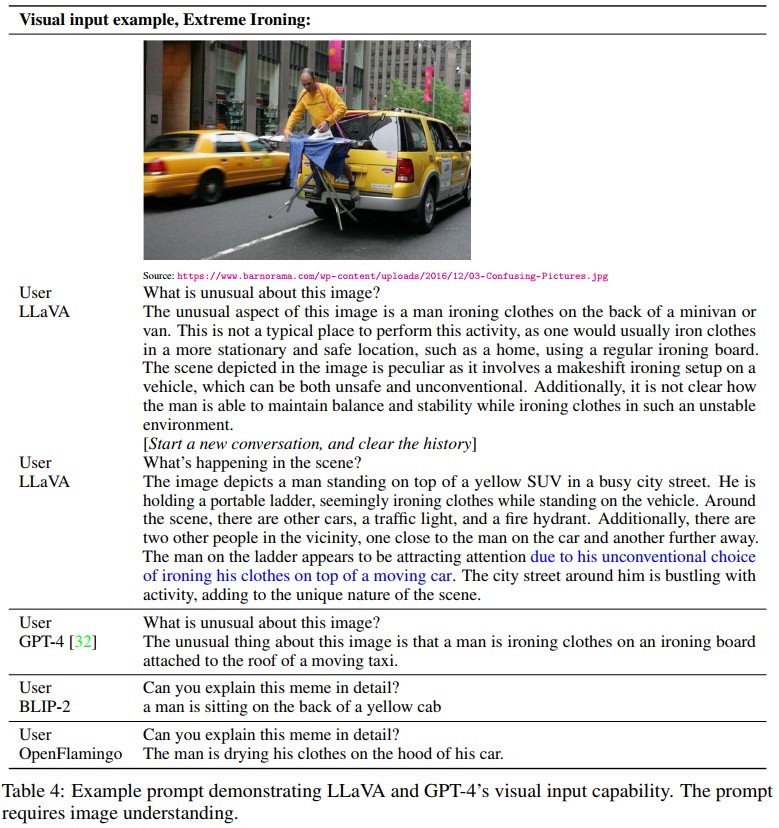 Visual input example, Extreme Ironing:
Source: https://www.barnorama.com/wp-content/uploads/2016/12/03-Confusing-Pictures.jpg
User What is unusual about this image?
LLaVA The unusual aspect of this image is a man ironing clothes on the back of a minivan or
van. This is not a typical place to perform this activity, as one would usually iron clothes
in a more stationary and safe location, such as a home, using a regular ironing board.
The scene depicted in the image is peculiar as it involves a makeshift ironing setup on a
vehicle, which can be both unsafe and unconventional. Additionally, it is not clear how
the man is able to maintain balance and stability while ironing clothes in such an unstable
environment.
[Start a new conversation, and clear the history]
User What's happening in the scene?
LLaVA The image depicts a man standing on top of a yellow SUV in a busy city street. He is
holding a portable ladder, seemingly ironing clothes while standing on the vehicle. Around
the scene, there are other cars, a traffic light, and a fire hydrant. Additionally, there are
two other people in the vicinity, one close to the man on the car and another further away.
The man on the ladder appears to be attracting attention due to his unconventional choice
of ironing his clothes on top of a moving car. The city street around him is bustling with
activity, adding to the unique nature of the scene.
User What is unusual about this image?
GPT-4 [32] The unusual thing about this image is that a man is ironing clothes on an ironing board
attached to the roof of a moving taxi.
User Can you explain this meme in detail?
BLIP-2 a man is sitting on the back of a yellow cab
User Can you explain this meme in detail?
OpenFlamingo The man is drying his clothes on the hood of his car.
Table 4: Example prompt demonstrating LLaVA and GPT-4's visual input capability. The prompt
requires image understanding.